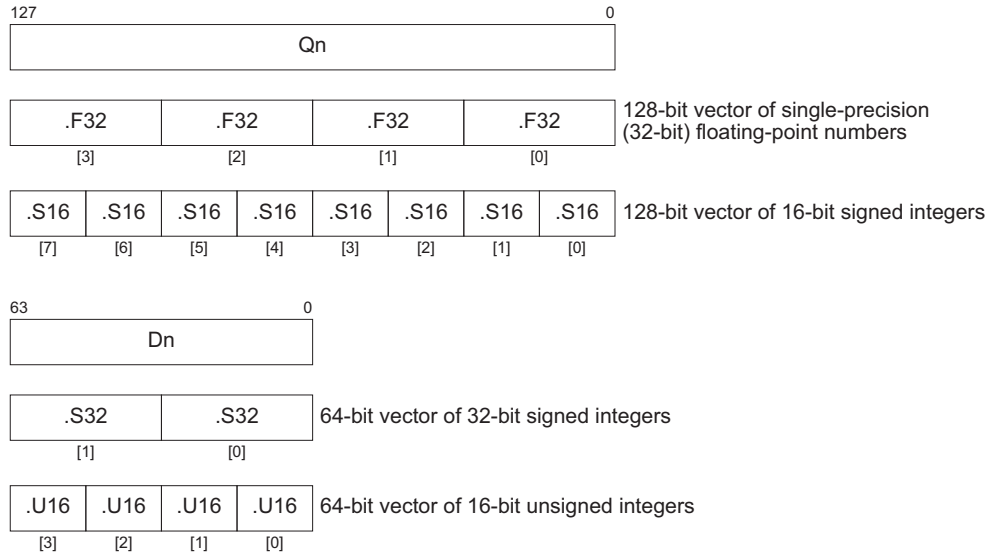 127 0
Qn
.F32 .F32 .F32 .F32 128-bit vector of single-precision
(32-bit) floating-point numbers
[3] [2] [1] [0]
.S16 .S16 .S16 .S16 .S16 .S16 .S16 .S16 128-bit vector of 16-bit signed integers
[7] [6] [5] [4] [3] [2] [1] [0]
63 0
Dn
.S32 .S32 64-bit vector of 32-bit signed integers
[1] [0]
.U16 .U16 .U16 .U16 64-bit vector of 16-bit unsigned integers
[3] [2] [1] [0]